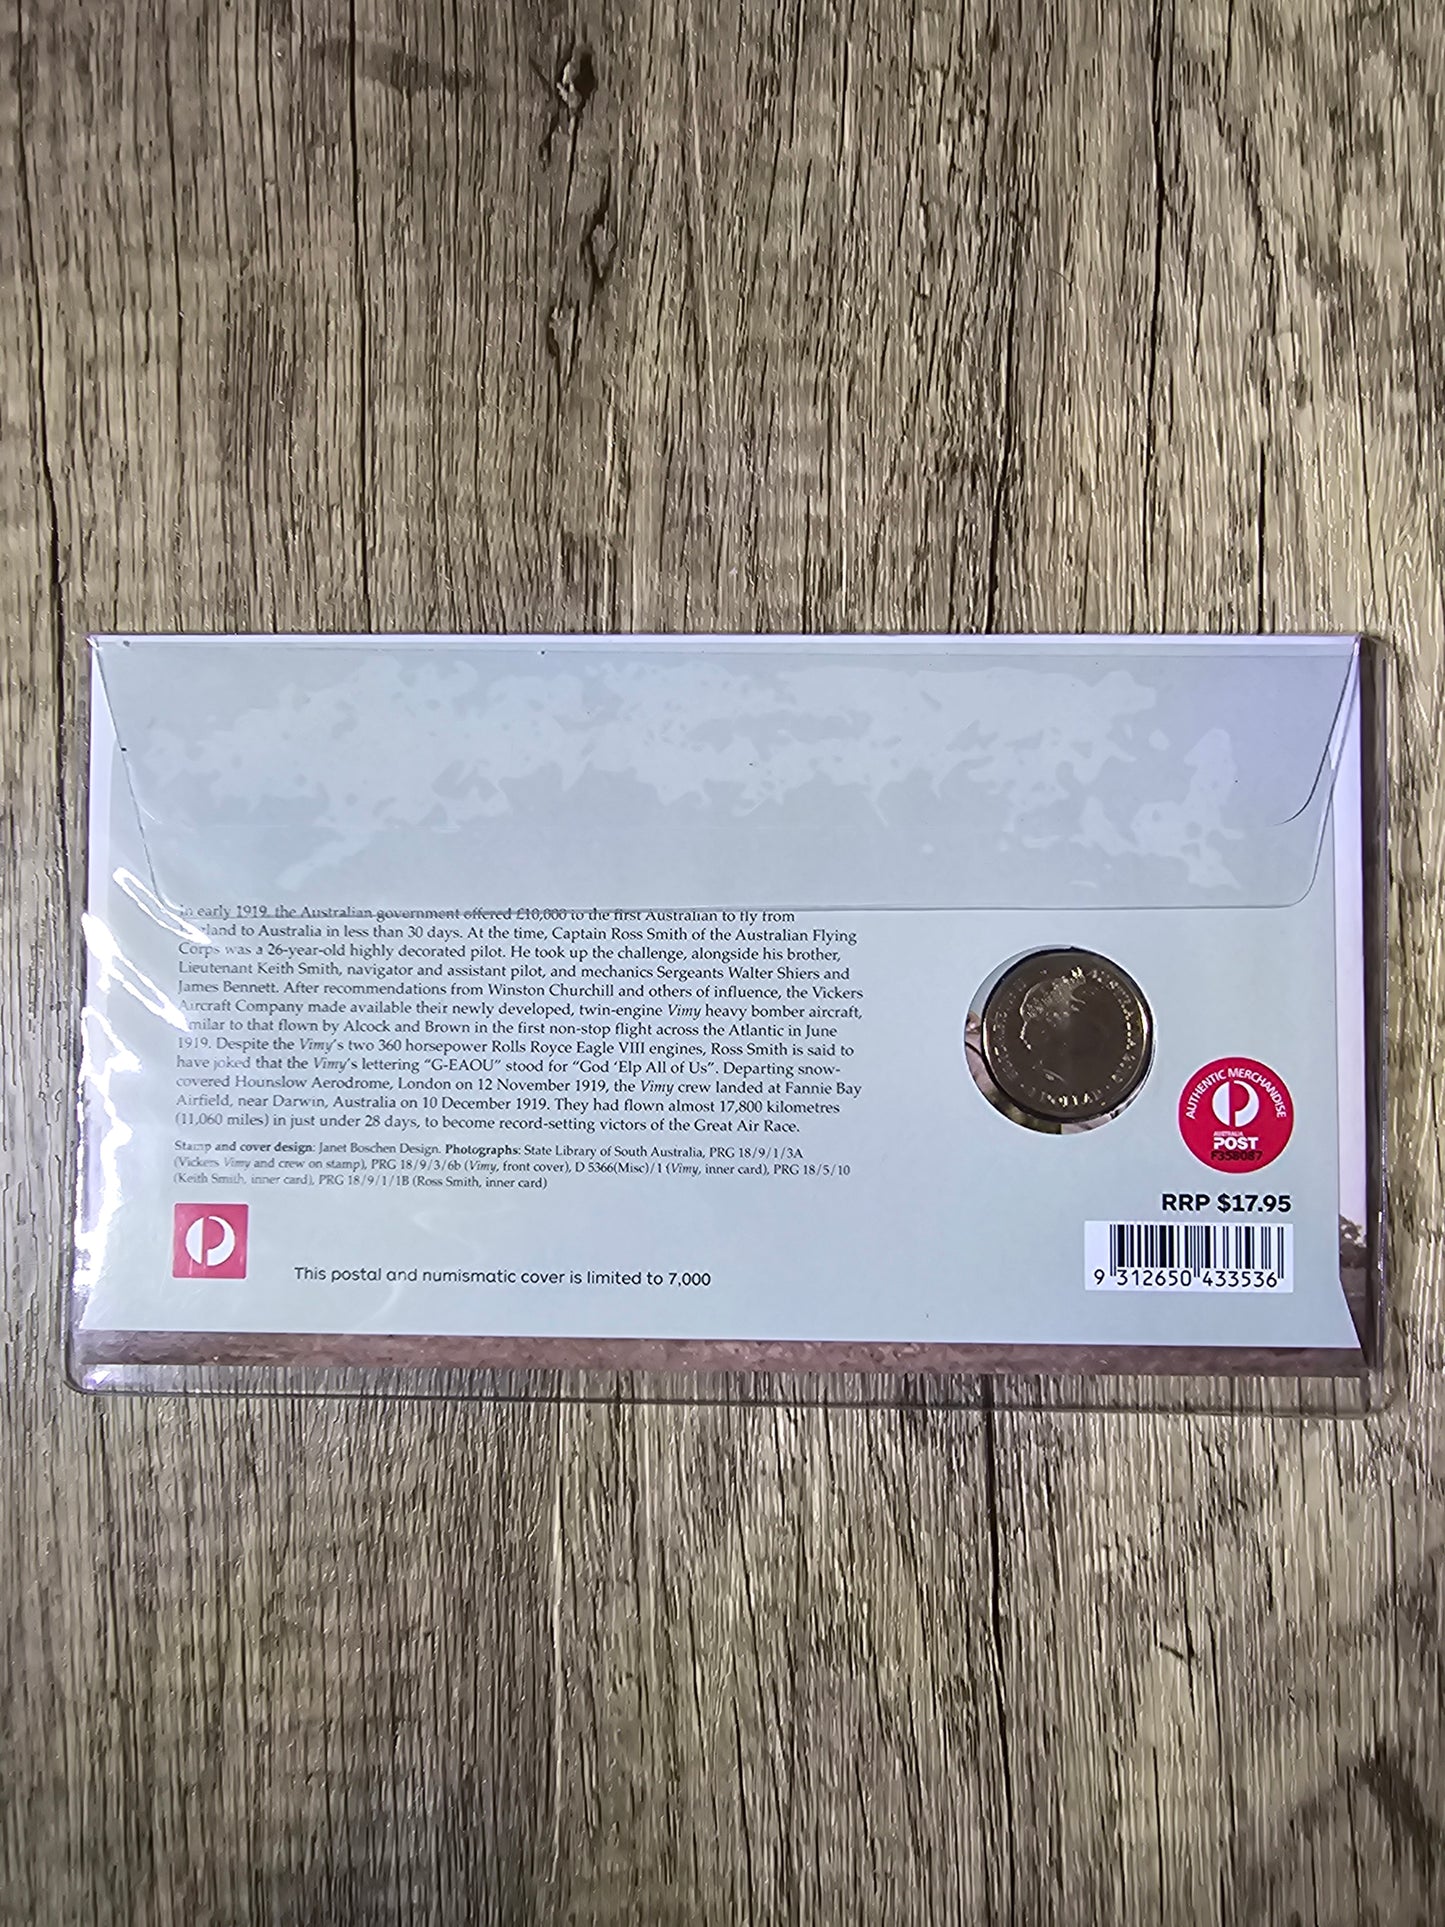 In early 1919, the Australian government offered £10,000 to the first Australian to fly from
England to Australia in less than 30 days. At the time, Captain Ross Smith of the Australian Flying
Corps was a 26-year-old highly decorated pilot. He took up the challenge, alongside his brother,
Lieutenant Keith Smith, navigator and assistant pilot, and mechanics Sergeants Walter Shiers and
James Bennett. After recommendations from Winston Churchill and others of influence, the Vickers
Aircraft Company made available their newly developed, twin-engine Vimy heavy bomber aircraft,
similar to that flown by Alcock and Brown in the first non-stop flight across the Atlantic in June
1919. Despite the Vimy's two 360 horsepower Rolls Royce Eagle VIII engines, Ross Smith is said to
have joked that the Vimy's lettering “G-EAOU” stood for “God ‘Elp All of Us”. Departing snow-
covered Hounslow Aerodrome, London on 12 November 1919, the Vimy crew landed at Fannie Bay
Airfield, near Darwin, Australia on 10 December 1919. They had flown almost 17,800 kilometres
(11,060 miles) in just under 28 days, to become record-setting victors of the Great Air Race.
Stamp and cover design: Janet Boschen Design. Photographs: State Library of South Australia, PRG 18/9/1/3A
(Vickers Vimy and crew on stamp), PRG 18/9/3/6b (Vimy, front cover), D 5366(Misc)/1 (Vimy, inner card), PRG 18/5/10
(Keith Smith, inner card), PRG 18/9/1/1B (Ross Smith, inner card)
This postal and numismatic cover is limited to 7,000
AUTHENTIC MERCHANDISE
AUSTRALIA
POST
F358087
RRP $17.95
9 312650 433536